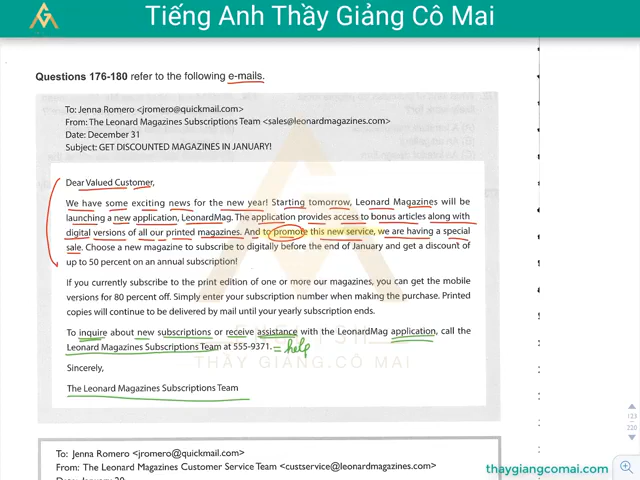 Tiếng Anh Thầy Giảng Cô Mai
Questions 176-180 refer to the following e-mails.
To: Jenna Romero <jromero@quickmail.com>
From: The Leonard Magazines Subscriptions Team <sales@leonardmagazines.com>
Date: December 31
Subject: GET DISCOUNTED MAGAZINES IN JANUARY!
Dear Valued Customer,
We have some exciting news for the new year! Starting tomorrow, Leonard Magazines will be
launching a new application, LeonardMag. The application provides access to bonus articles along with
digital versions of all our printed magazines. And to promote this new service, we are having a special
sale. Choose a new magazine to subscribe to digitally before the end of January and get a discount of
up to 50 percent on an annual subscription!
If you currently subscribe to the print edition of one or more our magazines, you can get the mobile
versions for 80 percent off. Simply enter your subscription number when making the purchase. Printed
copies will continue to be delivered by mail until your yearly subscription ends.
To inquire about new subscriptions or receive assistance with the LeonardMag application, call the
Leonard Magazines Subscriptions Team at 555-9371. = help
THẦY GIẢNG CÔ MAI
Sincerely,
The Leonard Magazines Subscriptions Team
To: Jenna Romero <jromero@quickmail.com>
From: The Leonard Magazines Customer Service Team <custservice@leonardmagazines.com>
123
220
thaygiangcomai.com